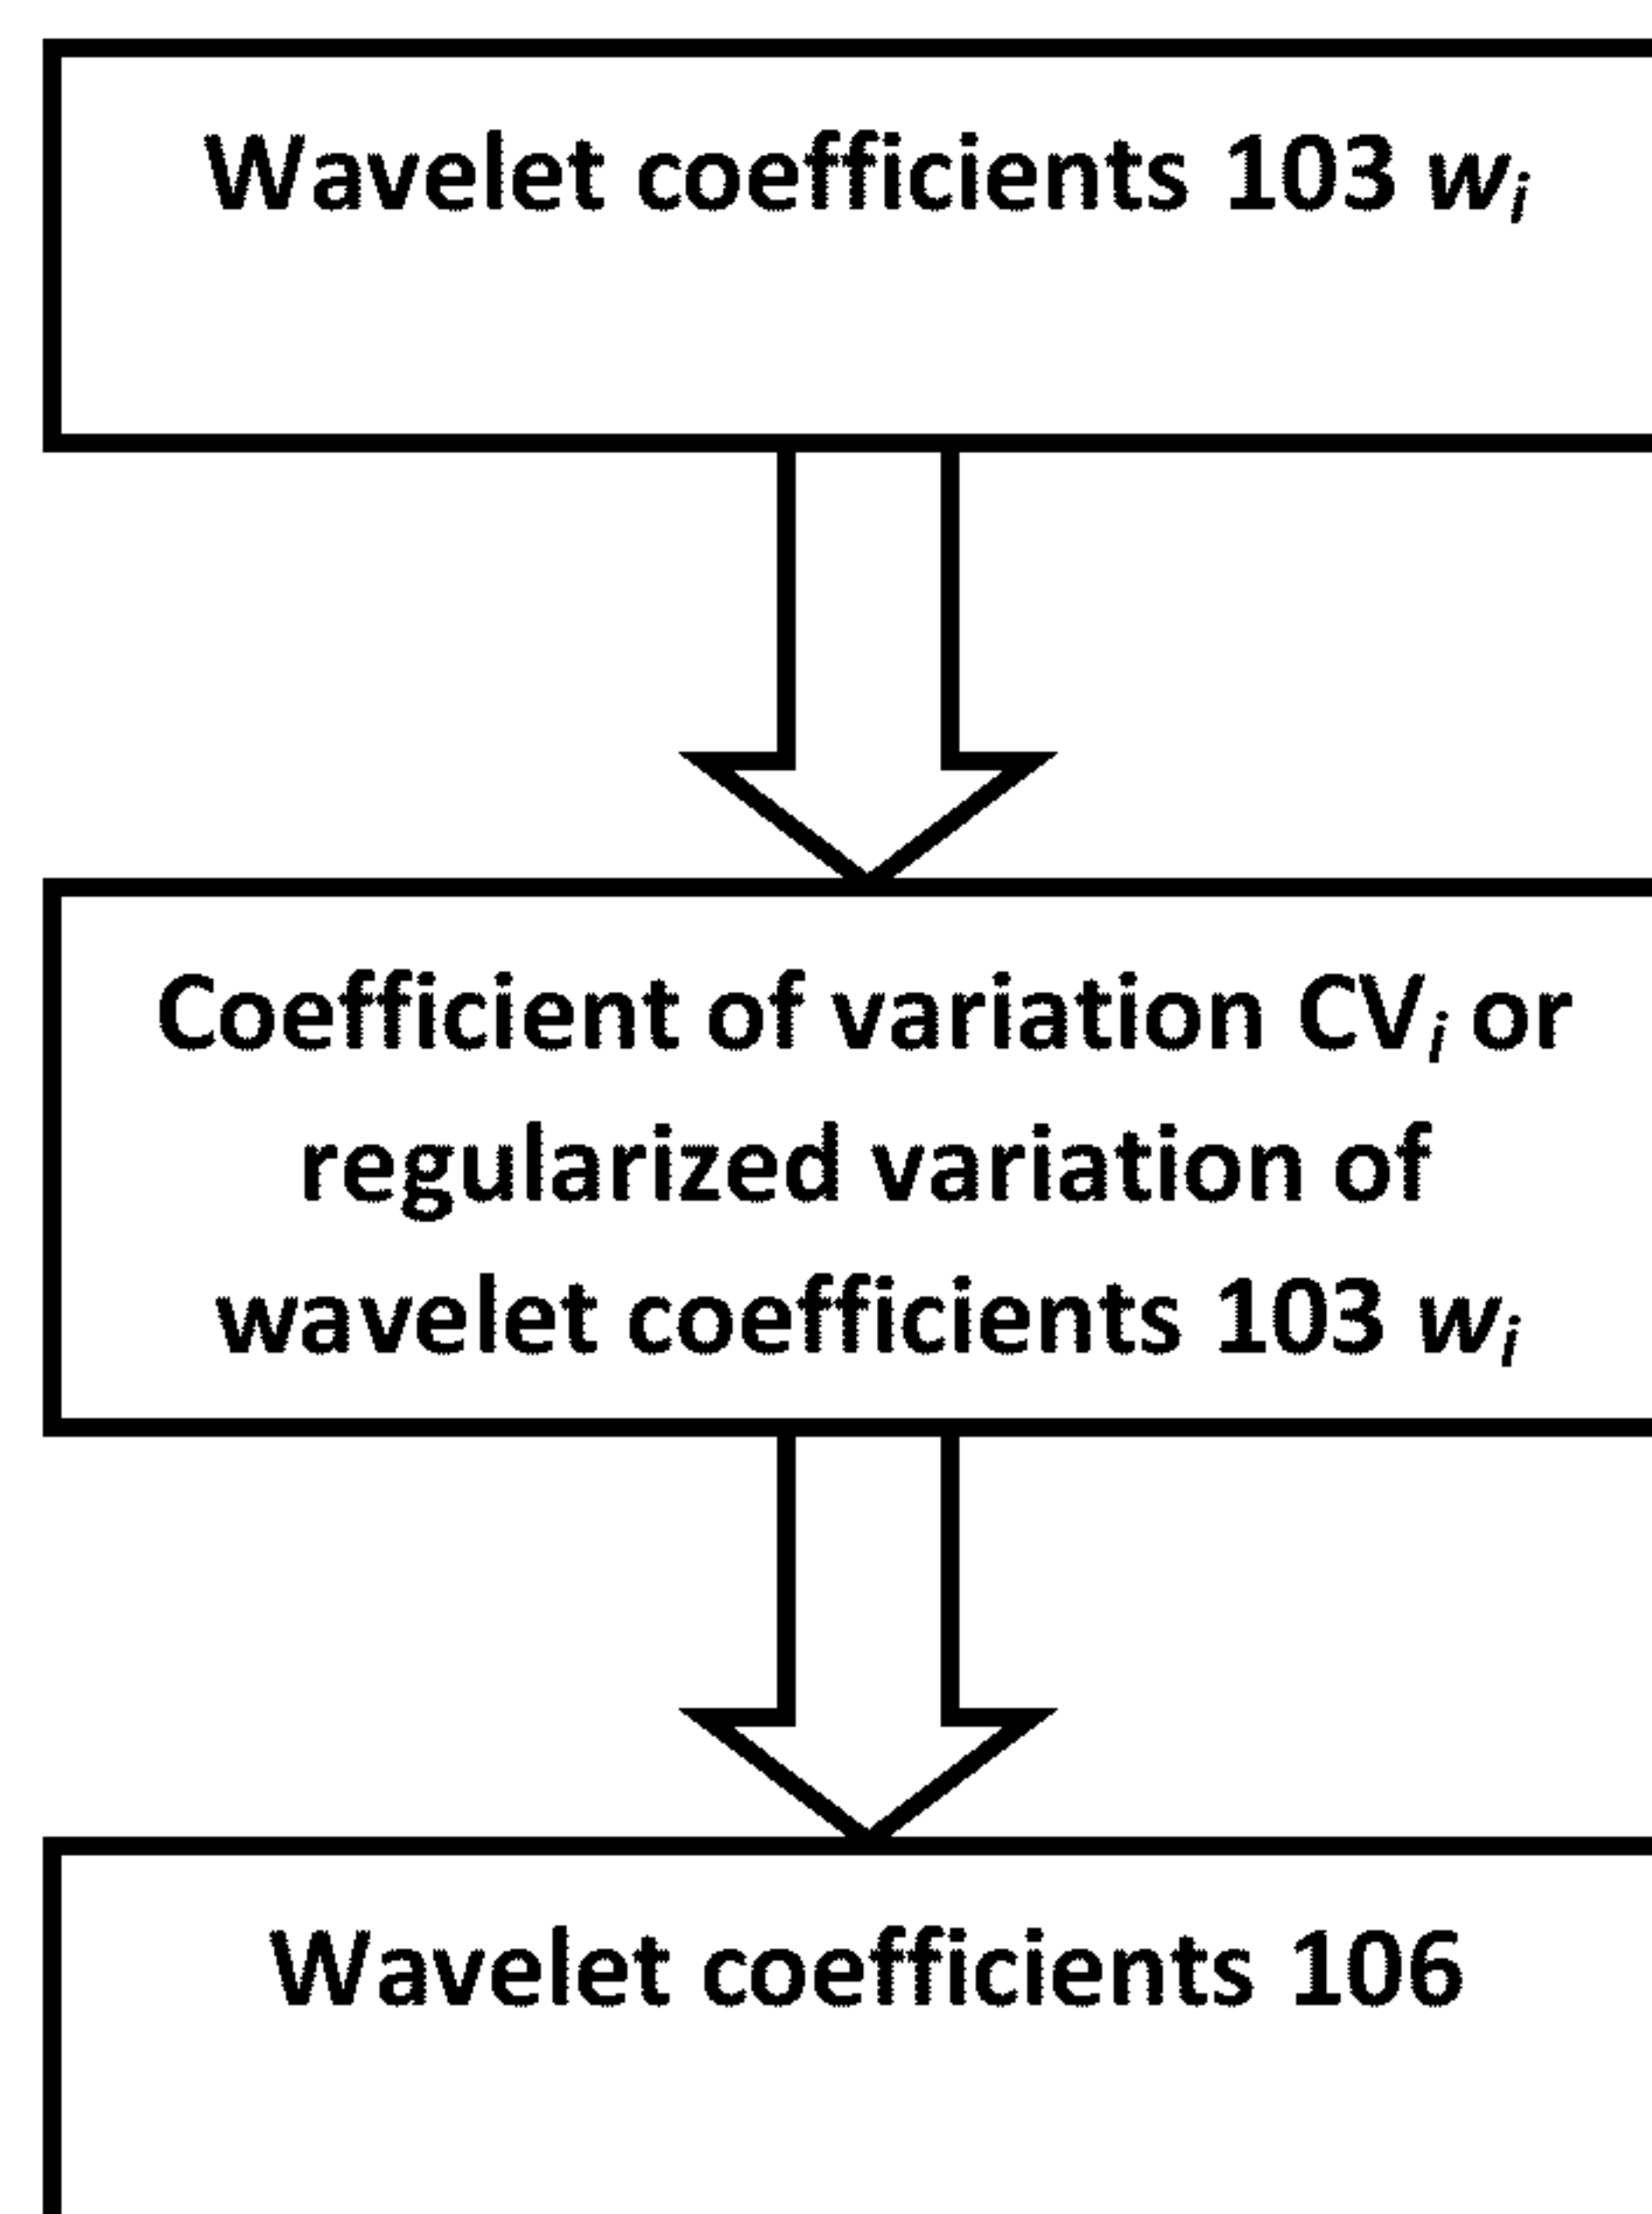 Wavelet coefficients 103 wᵢ
Coefficient of variation CVᵢ or
regularized variation of
wavelet coefficients 103 wᵢ
Wavelet coefficients 106